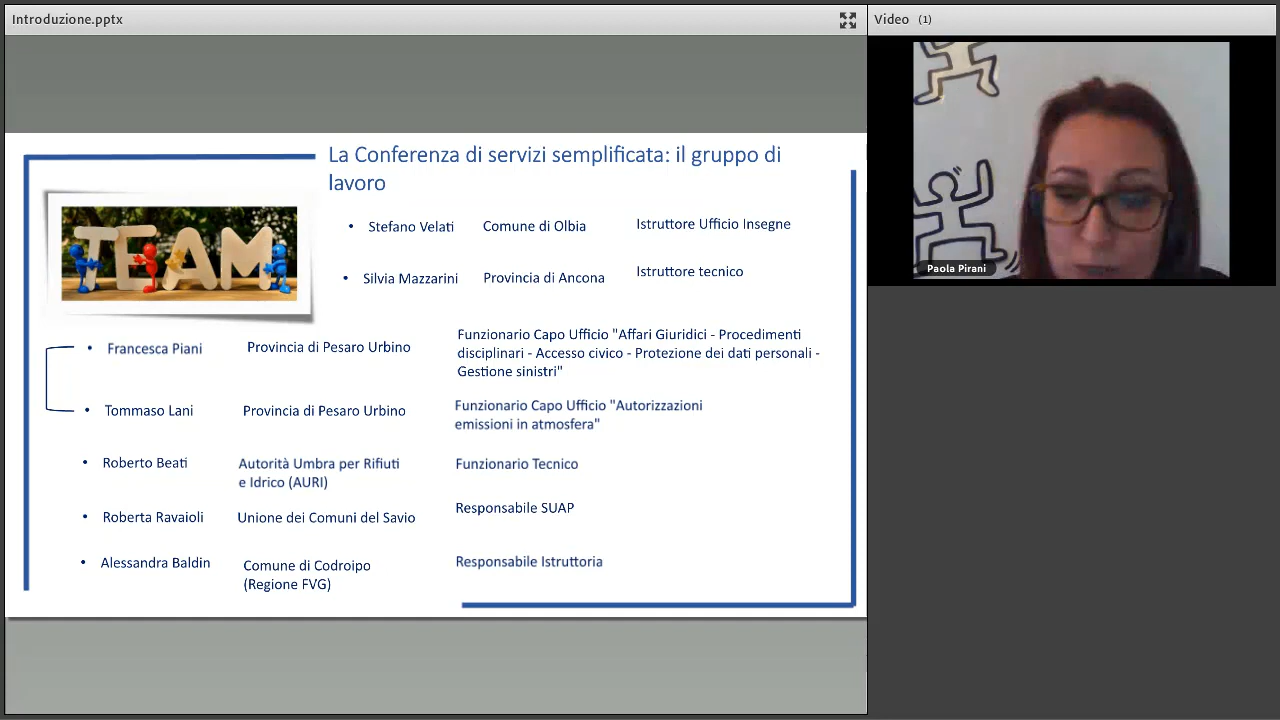 Introduzione.pptx
Video (1)
La Conferenza di servizi semplificata: il gruppo di
lavoro
TEAM
• Stefano Velati Comune di Olbia Istruttore Ufficio Insegne
• Silvia Mazzarini Provincia di Ancona Istruttore tecnico
• Francesca Piani Provincia di Pesaro Urbino Funzionario Capo Ufficio "Affari Giuridici - Procedimenti
disciplinari - Accesso civico - Protezione dei dati personali -
Gestione sinistri"
• Tommaso Lani Provincia di Pesaro Urbino Funzionario Capo Ufficio "Autorizzazioni
emissioni in atmosfera"
• Roberto Beati Autorità Umbra per Rifiuti Funzionario Tecnico
e Idrico (AURI)
• Roberta Ravaioli Unione dei Comuni del Savio Responsabile SUAP
• Alessandra Baldin Comune di Codroipo Responsabile Istruttoria
(Regione FVG)
Paola Pirani